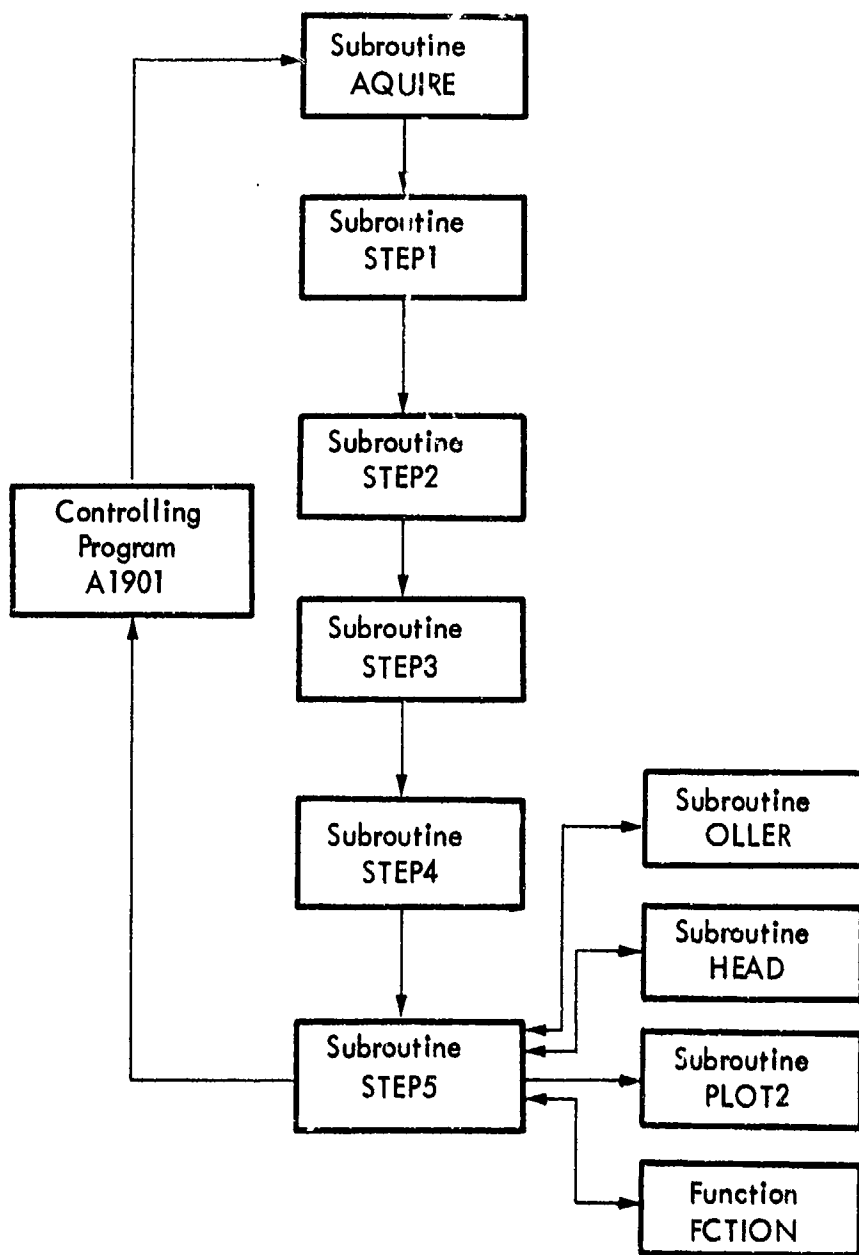 Subroutine
AQUIRE
Subroutine
STEP1
Subroutine
STEP2
Controlling
Program
A1901
Subroutine
STEP3
Subroutine
STEP4
Subroutine
OLLER
Subroutine
HEAD
Subroutine
STEP5
Subroutine
PLOT2
Function
FCTION